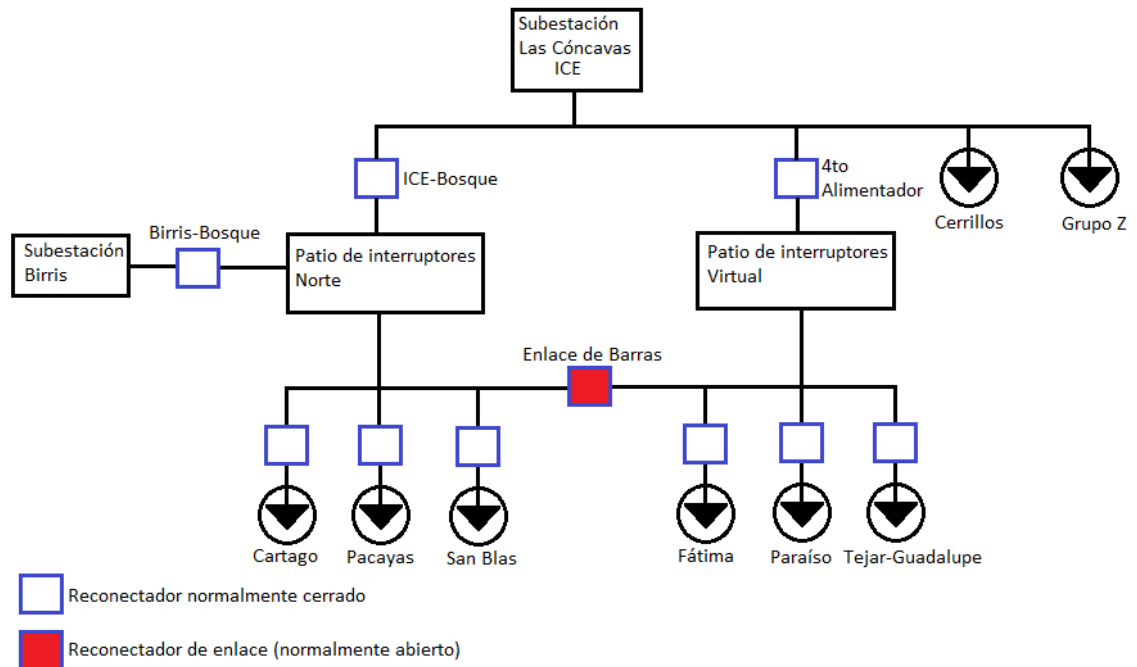 Subestación
Las Cóncavas
ICE
ICE-Bosque
4to
Alimentador
Cerrillos
Grupo Z
Birris-Bosque
Subestación
Birris
Patio de interruptores
Norte
Patio de interruptores
Virtual
Enlace de Barras
Cartago
Pacayas
San Blas
Fátima
Paraíso
Tejar-Guadalupe
Reconectador normalmente cerrado
Reconectador de enlace (normalmente abierto)